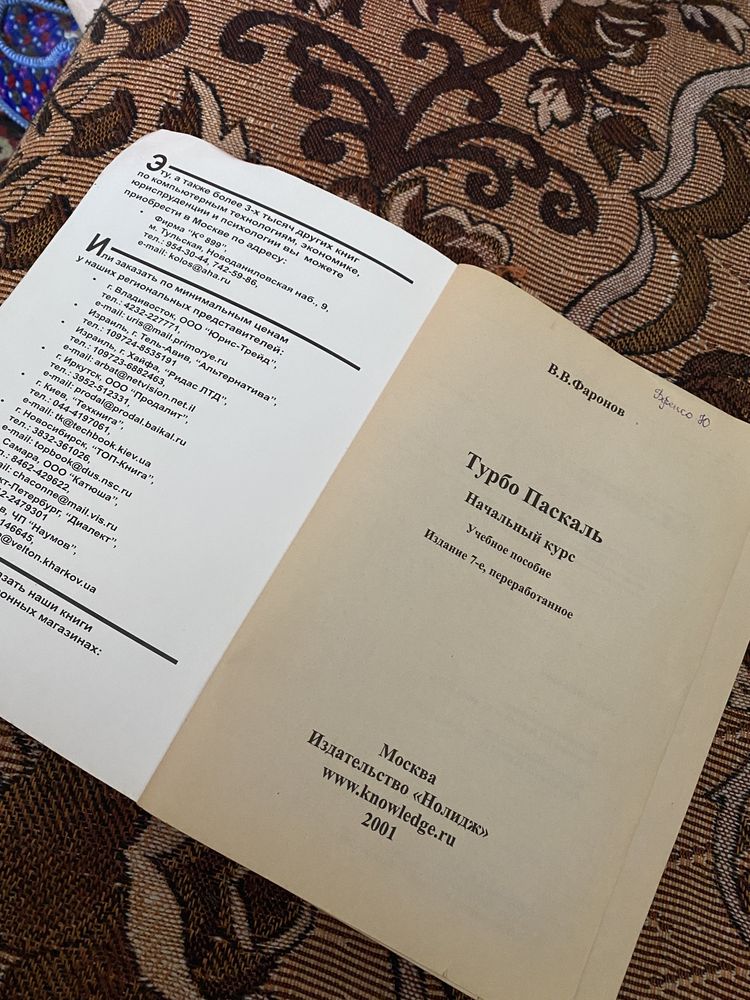 Эту, а также более 3-х тысяч других книг
по компьютерным технологиям, экономике,
юриспруденции и психологии вы можете
приобрести в Москве по адресу:
• Фирма "К° 899",
м. Тульская, Новоданиловская наб., 9,
тел.: 954-30-44, 742-59-86,
e-mail: kolos@aha.ru
Или заказать по минимальным ценам
у наших региональных представителей:
• г. Владивосток, ООО "Юрис-Трейд",
тел.: 4232-227771,
e-mail: uris@mail.primorye.ru
• Израиль, г. Тель-Авив, "Альтернатива",
тел.: 109724-8535191
• Израиль, г. Хайфа, "Ридас ЛТД",
тел.: 109723-6882463,
e-mail: arbat@netvision.net.il
• г. Иркутск, ООО "Продалит",
тел.: 3952-512331,
e-mail: prodal@prodal.baikal.ru
• г. Киев, "Техкнига",
тел.: 044-4197061,
e-mail: tk@techbook.kiev.ua
• г. Новосибирск, "ТОП-Книга",
тел.: 3832-361026,
e-mail: topbook@dus.nsc.ru
Самара, ООО "Катюша",
8462-429622
chaconne@mail.vis.ru
"Диалект",
2479301
ЧП "Наумов",
146645,
@velton.kharkov.ua
наши книги
магазинах:
В.В.Фаронов
Ю.
Турбо Паскаль
Начальный курс
Учебное пособие
Издание 7-е, переработанное
Москва
Издательство «Нолидж»
www.knowledge.ru
2001